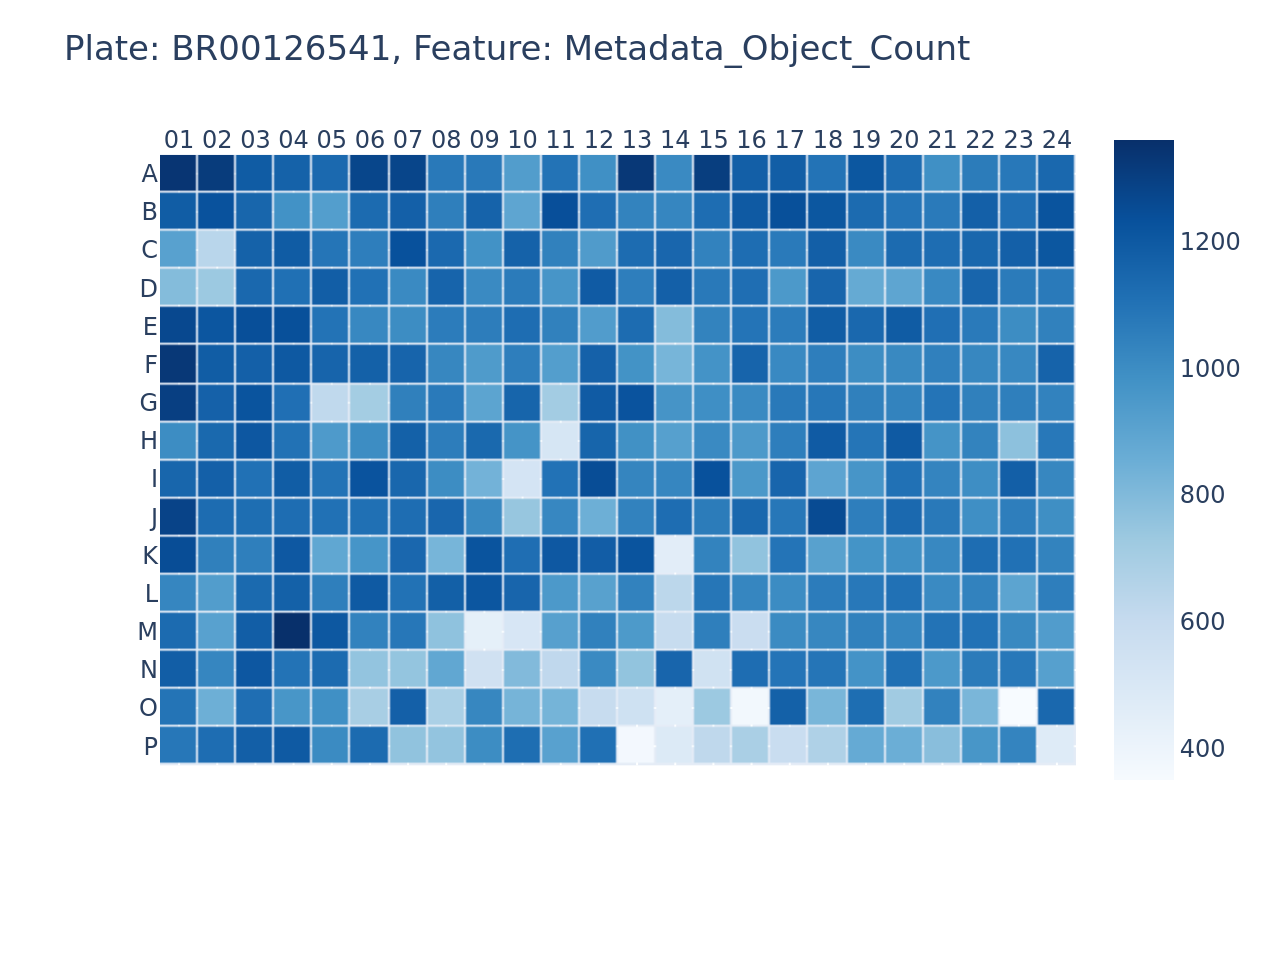 Plate: BR00126541, Feature: Metadata_Object_Count
01 02 03 04 05 06 07 08 09 10 11 12 13 14 15 16 17 18 19 20 21 22 23 24
A
B
C
D
E
F
G
H
I
J
K
L
M
N
O
P
1200
1000
800
600
400